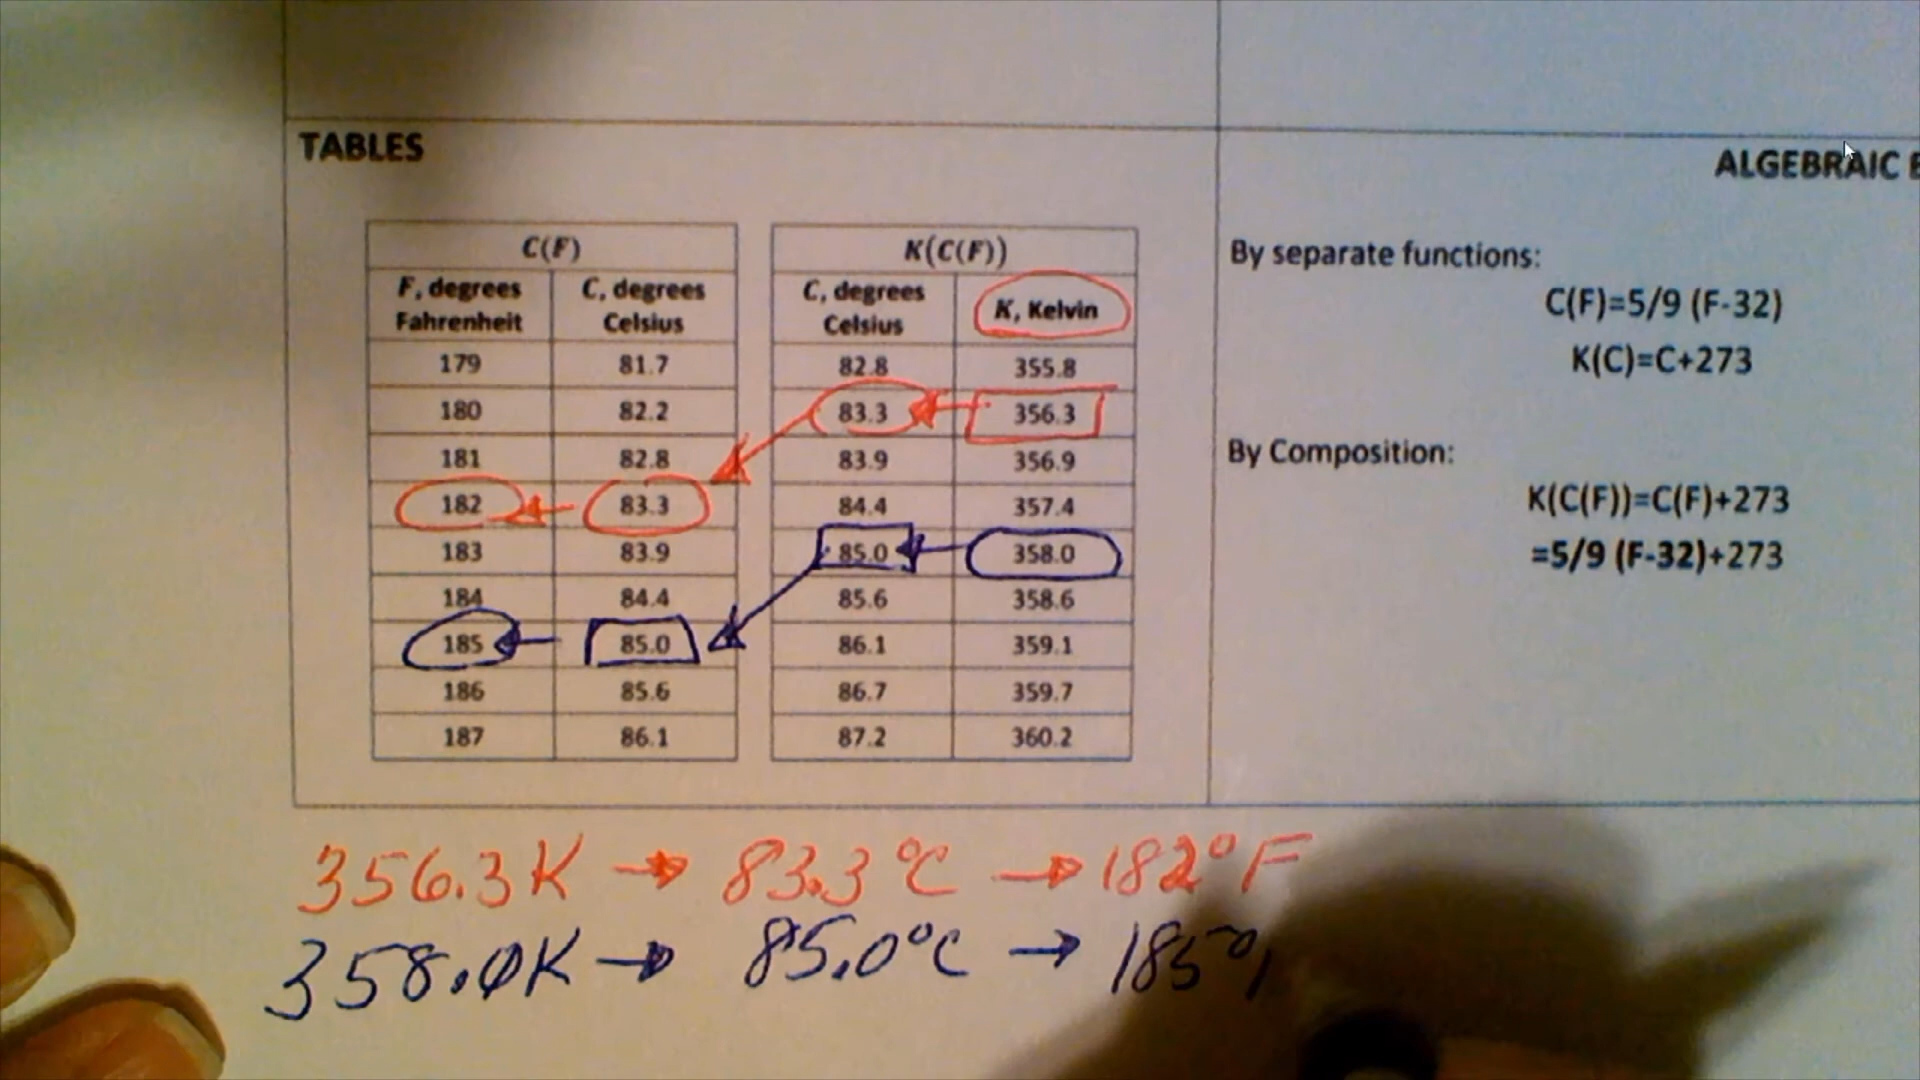 TABLES
C(F)
F, degrees Fahrenheit C, degrees Celsius
179 81.7
180 82.2
181 82.8
182 83.3
183 83.9
184 84.4
185 85.0
186 85.6
187 86.1
K(C(F))
C, degrees Celsius K, Kelvin
82.8 355.8
83.3 356.3
83.9 356.9
84.4 357.4
85.0 358.0
85.6 358.6
86.1 359.1
86.7 359.7
87.2 360.2
ALGEBRAIC
By separate functions:
C(F)=5/9 (F-32)
K(C)=C+273
By Composition:
K(C(F))=C(F)+273
=5/9 (F-32)+273
356.3K → 83.3°C → 182°F
358.0K → 85.0°C → 185°